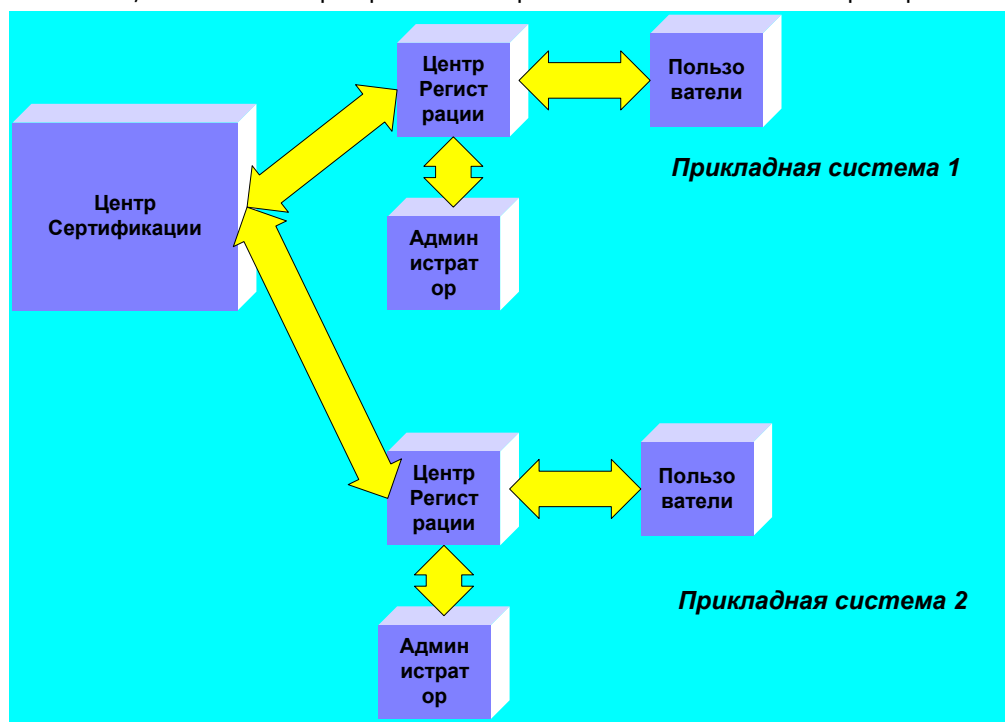 Центр
Регист
рации
Пользо
ватели
Прикладная система 1
Центр
Сертификации
Админ
истрат
ор
Центр
Регист
рации
Пользо
ватели
Прикладная система 2
Админ
истрат
ор